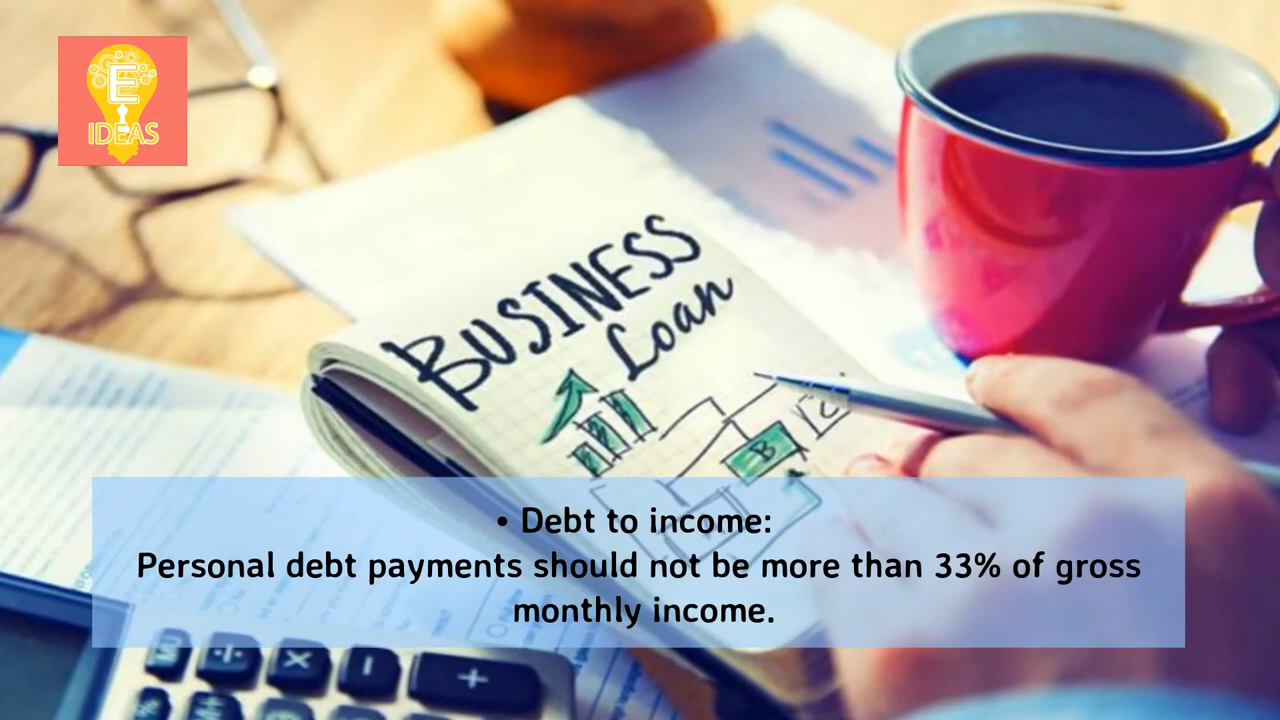 E
IDEAS
BUSINESS
Loan
B
C
• Debt to income:
Personal debt payments should not be more than 33% of gross
monthly income.
MU ÷ × − +
% M+